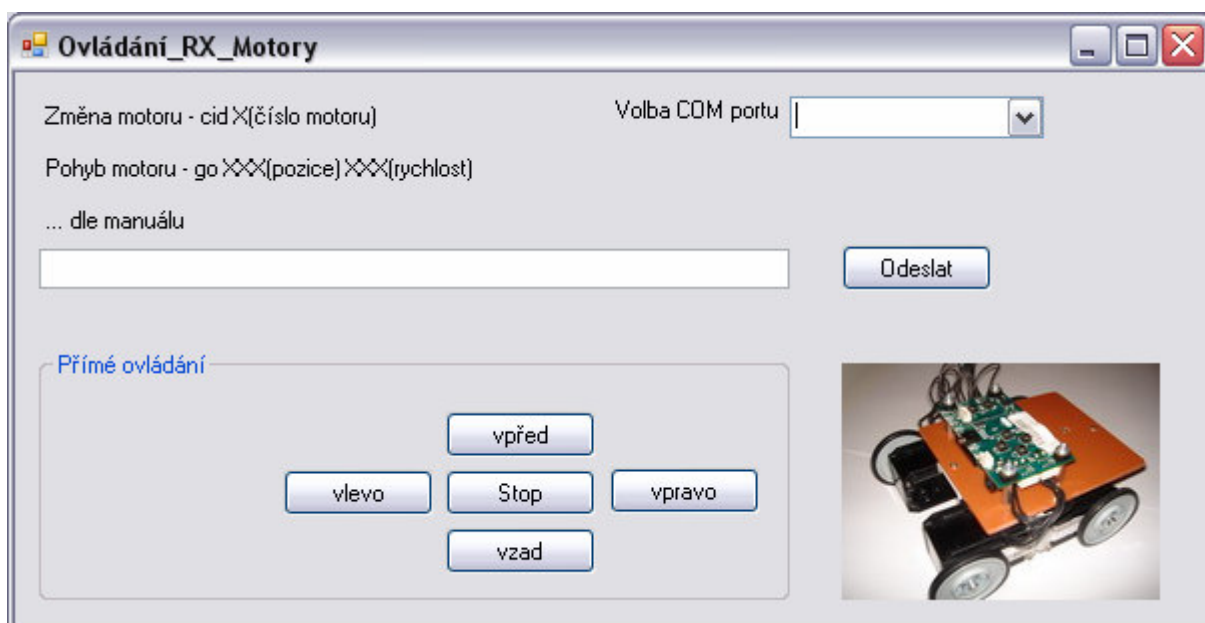 Ovládání_RX_Motory
Změna motoru - cid X(číslo motoru)
Volba COM portu
Pohyb motoru - go XXX(pozice) XXX(rychlost)
... dle manuálu
Odeslat
Přímé ovládání
vpřed
vlevo
Stop
vpravo
vzad